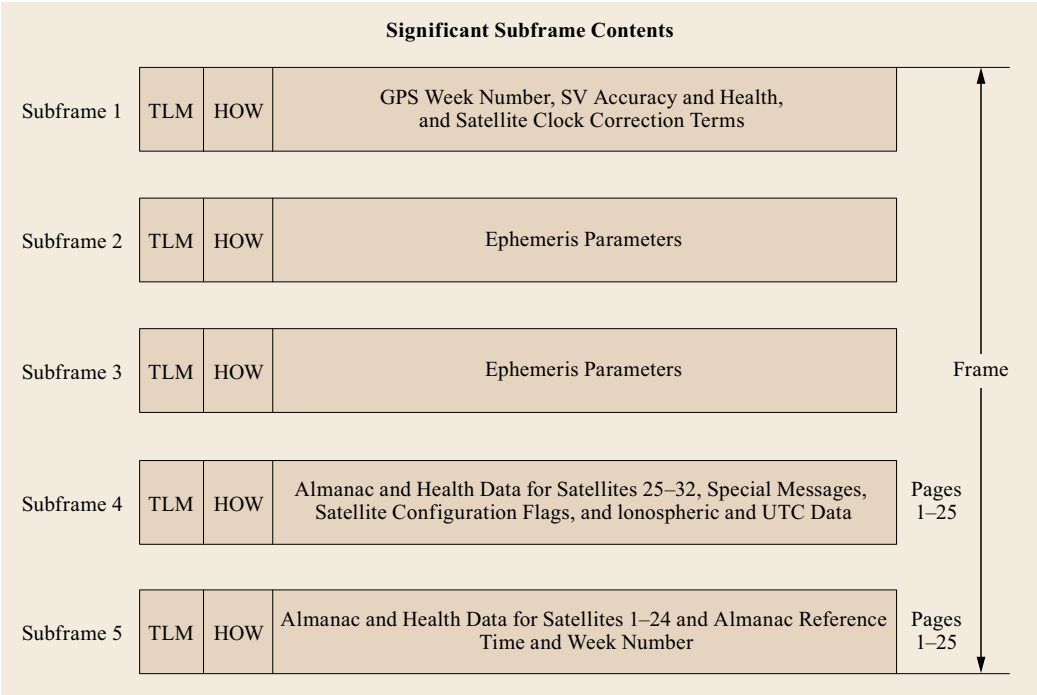 Significant Subframe Contents
Subframe 1 TLM HOW GPS Week Number, SV Accuracy and Health,
and Satellite Clock Correction Terms
Subframe 2 TLM HOW Ephemeris Parameters
Subframe 3 TLM HOW Ephemeris Parameters
Frame
Subframe 4 TLM HOW Almanac and Health Data for Satellites 25–32, Special Messages,
Satellite Configuration Flags, and Ionospheric and UTC Data
Pages
1–25
Subframe 5 TLM HOW Almanac and Health Data for Satellites 1–24 and Almanac Reference
Time and Week Number
Pages
1–25